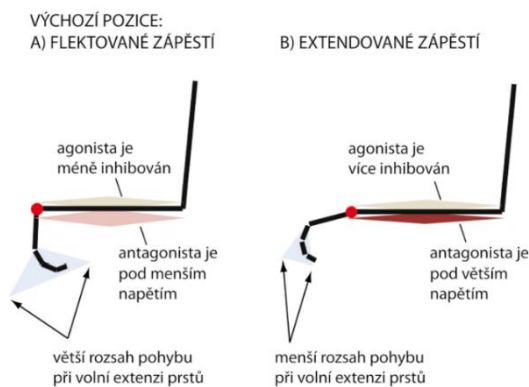 VÝCHOZÍ POZICE:
A) FLEKTOVANÉ ZÁPĚSTÍ
B) EXTENDOVANÉ ZÁPĚSTÍ
agonista je
méně inhibován
antagonista je
pod menším
napětím
větší rozsah pohybu
při volní extenzi prstů
agonista je
více inhibován
antagonista je
pod větším
napětím
menší rozsah pohybu
při volní extenzi prstů